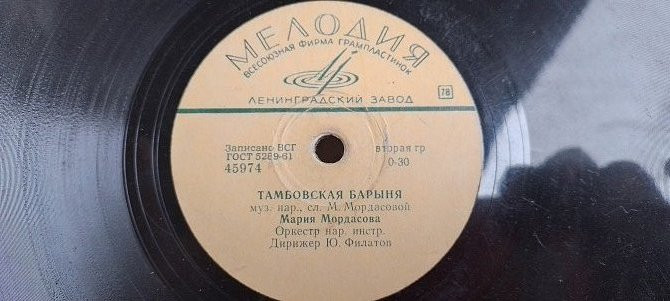 МЕЛОДИЯ
ВСЕСОЮЗНАЯ ФИРМА ГРАМПЛАСТИНОК
ЛЕНИНГРАДСКИЙ ЗАВОД
78
Записано ВСГ
ГОСТ 5289-61
45974
вторая гр
0-30
ТАМБОВСКАЯ БАРЫНЯ
муз. нар., сл. М. Мордасовой
Мария Мордасова
Оркестр нар. инстр.
Дирижер Ю. Филатов